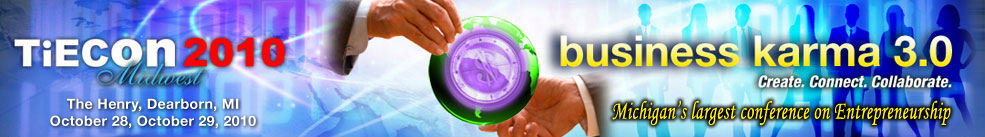 TiECon 2010
Midwest
The Henry, Dearborn, MI
October 28, October 29, 2010
business karma 3.0
Create. Connect. Collaborate.
Michigan's largest conference on Entrepreneurship